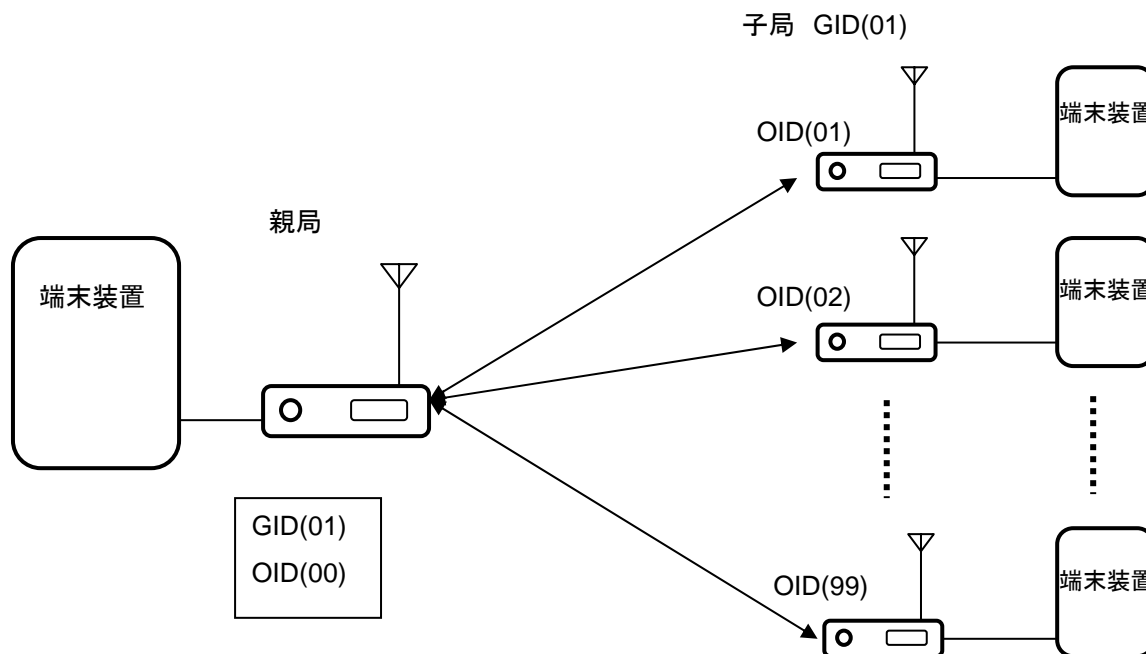 子局 GID(01)
端末装置
OID(01)
親局
端末装置
端末装置
OID(02)
GID(01)
OID(00)
OID(99)
端末装置